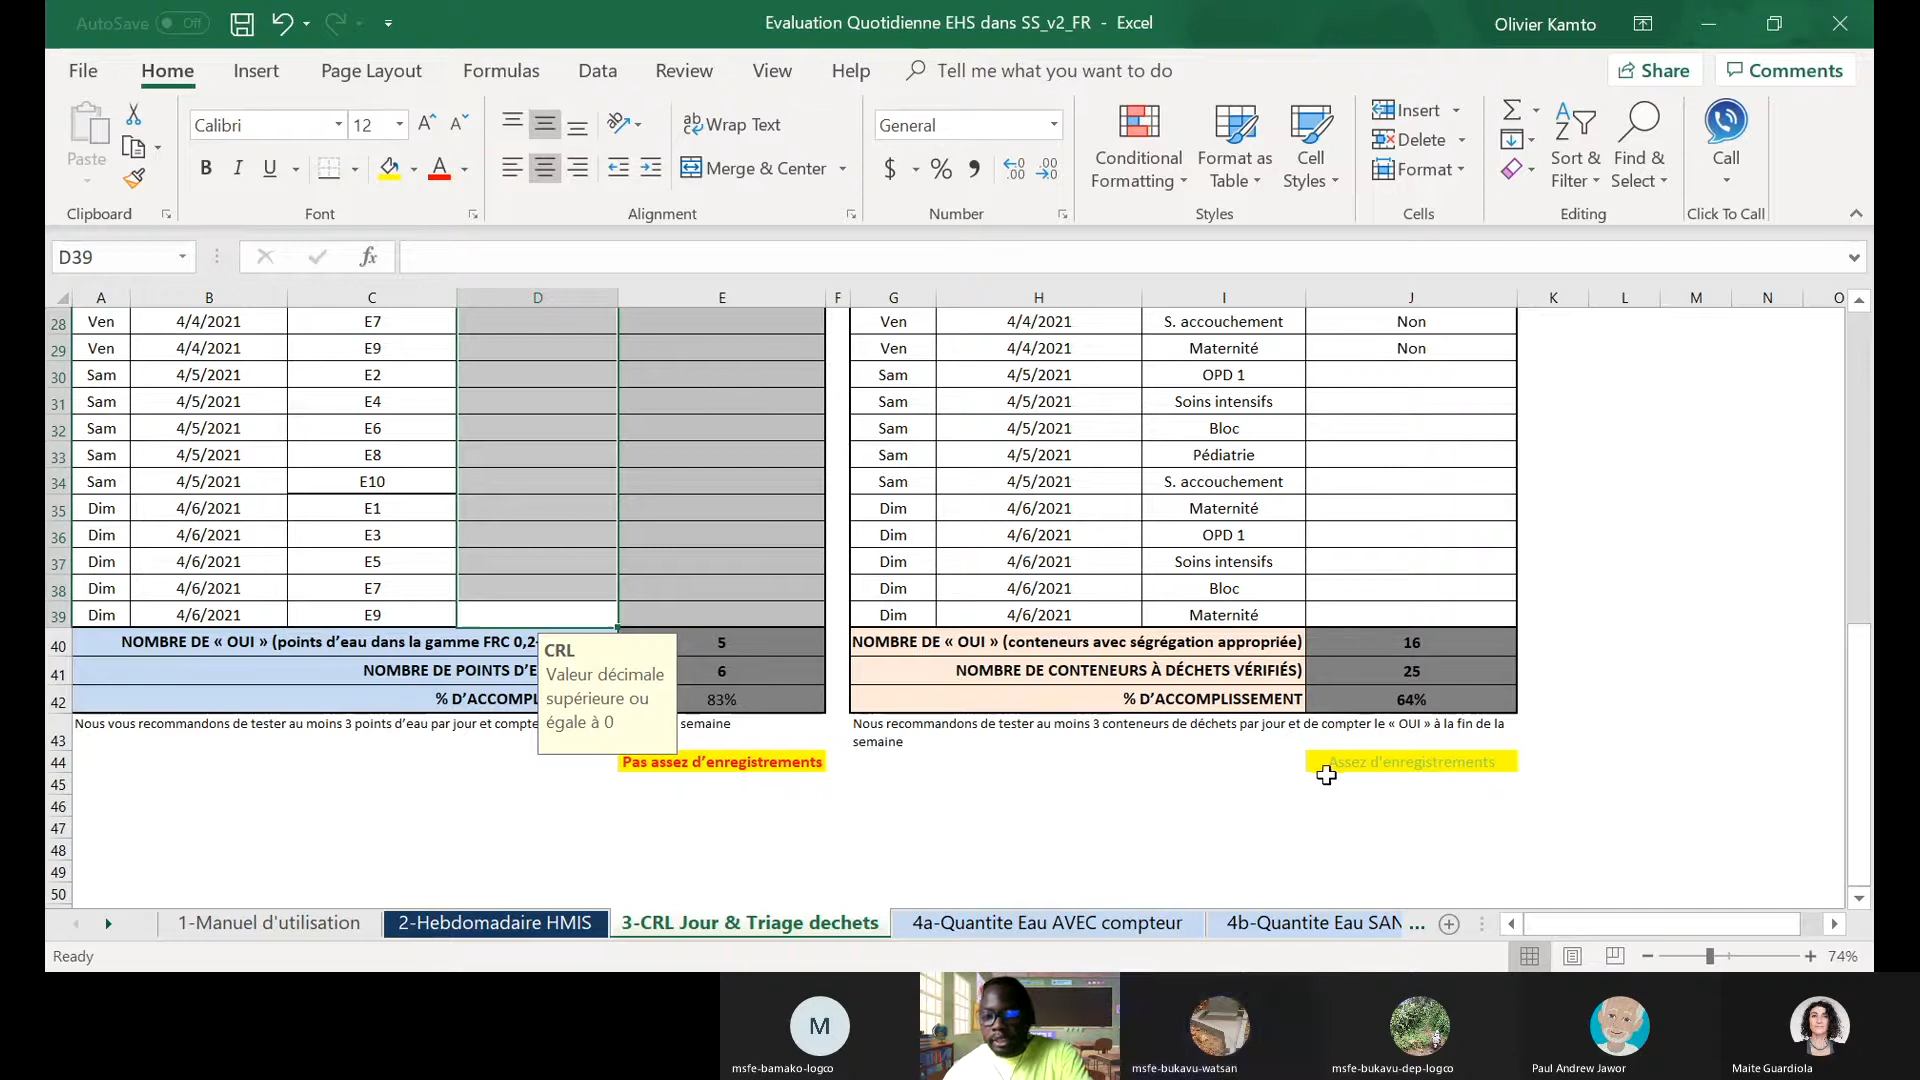 AutoSave Off
Evaluation Quotidienne EHS dans SS_v2_FR - Excel
Olivier Kamto
File Home Insert Page Layout Formulas Data Review View Help Tell me what you want to do Share Comments
Paste
Calibri 12
B I U
Wrap Text
Merge & Center
General
$ % , .00
Conditional Formatting
Format as Table
Cell Styles
Insert
Delete
Format
Sort & Filter
Find & Select
Call
Clipboard Font Alignment Number Styles Cells Editing Click To Call
D39 fx
A B C D E F G H I J K L M N O
28 Ven 4/4/2021 E7 Ven 4/4/2021 S. accouchement Non
29 Ven 4/4/2021 E9 Ven 4/4/2021 Maternité Non
30 Sam 4/5/2021 E2 Sam 4/5/2021 OPD 1
31 Sam 4/5/2021 E4 Sam 4/5/2021 Soins intensifs
32 Sam 4/5/2021 E6 Sam 4/5/2021 Bloc
33 Sam 4/5/2021 E8 Sam 4/5/2021 Pédiatrie
34 Sam 4/5/2021 E10 Sam 4/5/2021 S. accouchement
35 Dim 4/6/2021 E1 Dim 4/6/2021 Maternité
36 Dim 4/6/2021 E3 Dim 4/6/2021 OPD 1
37 Dim 4/6/2021 E5 Dim 4/6/2021 Soins intensifs
38 Dim 4/6/2021 E7 Dim 4/6/2021 Bloc
39 Dim 4/6/2021 E9 Dim 4/6/2021 Maternité
40 NOMBRE DE « OUI » (points d'eau dans la gamme FRC 0,2- 5 NOMBRE DE « OUI » (conteneurs avec ségrégation appropriée) 16
41 NOMBRE DE POINTS D'E 6 NOMBRE DE CONTENEURS À DÉCHETS VÉRIFIÉS) 25
42 % D'ACCOMPL 83% % D'ACCOMPLISSEMENT 64%
CRL
Valeur décimale
supérieure ou
égale à 0
43 Nous vous recommandons de tester au moins 3 points d'eau par jour et compte semaine Nous recommandons de tester au moins 3 conteneurs de déchets par jour et de compter le « OUI » à la fin de la
semaine
44 Pas assez d'enregistrements Assez d'enregistrements
45
46
47
48
49
50
1-Manuel d'utilisation 2-Hebdomadaire HMIS 3-CRL Jour & Triage dechets 4a-Quantite Eau AVEC compteur 4b-Quantite Eau SAN ...
Ready 74%
M
msfe-bamako-logco msfe-bukavu-watsan msfe-bukavu-dep-logco Paul Andrew Jawor Maite Guardiola